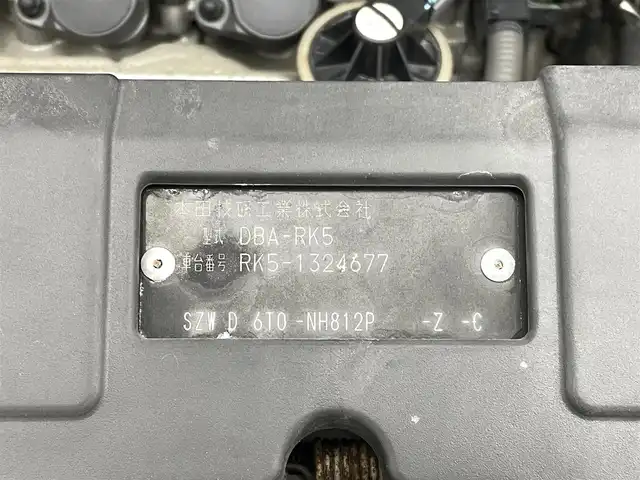 本田技研工業株式会社
型式 DBA-RK5
車台番号 RK5-1324677
SZW D 6T0 -NH812P -Z -C